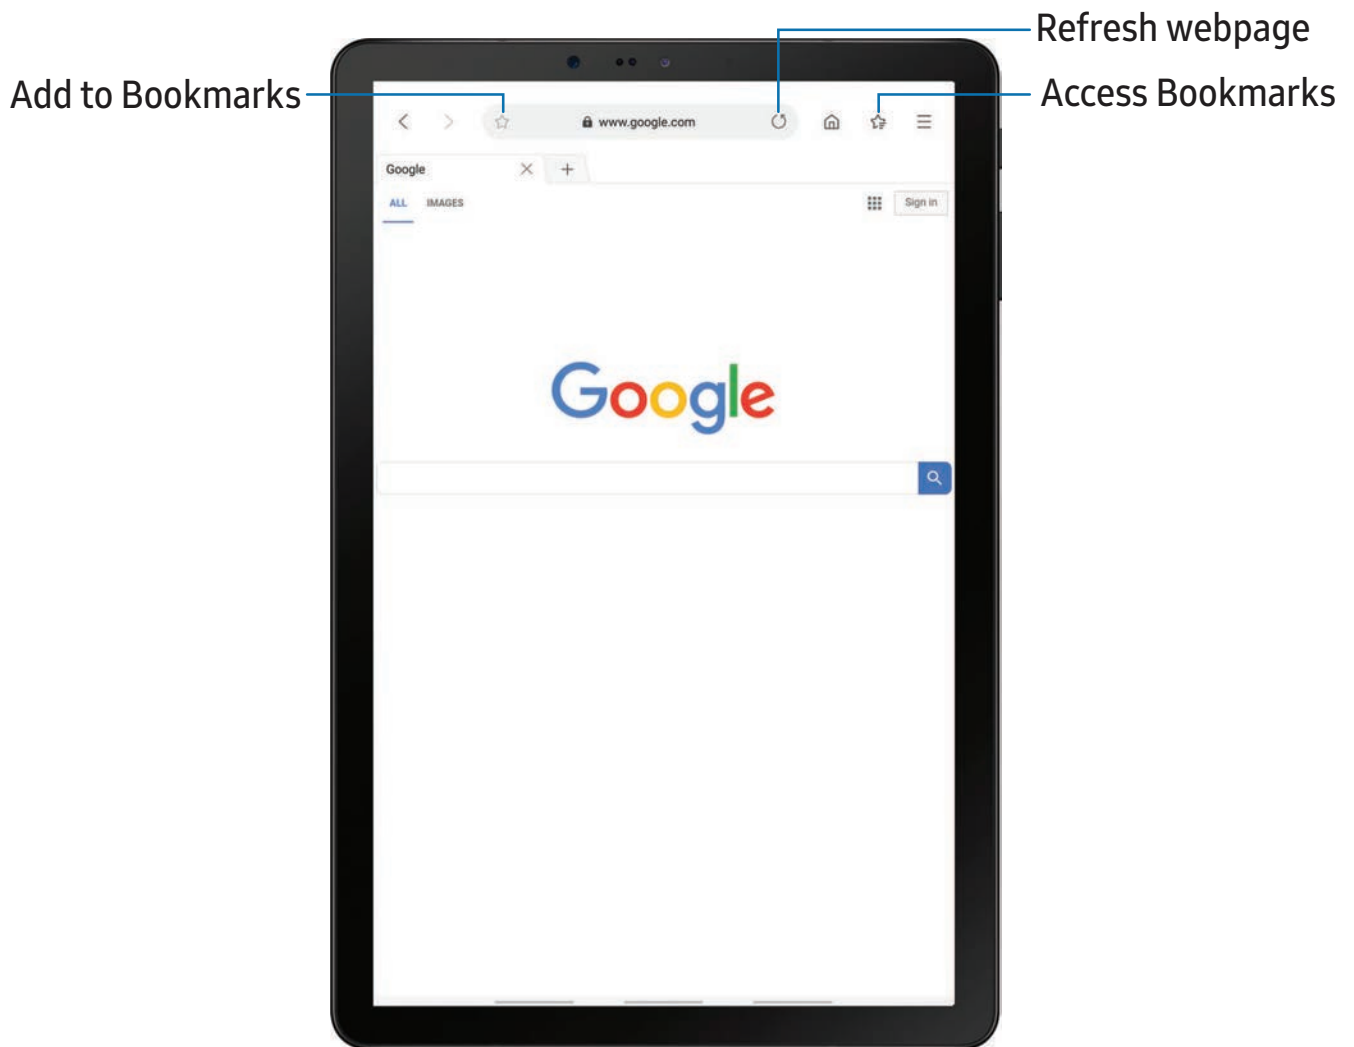 Refresh webpage
Add to Bookmarks
Access Bookmarks
www.google.com
Google
ALL IMAGES
Sign in
Google